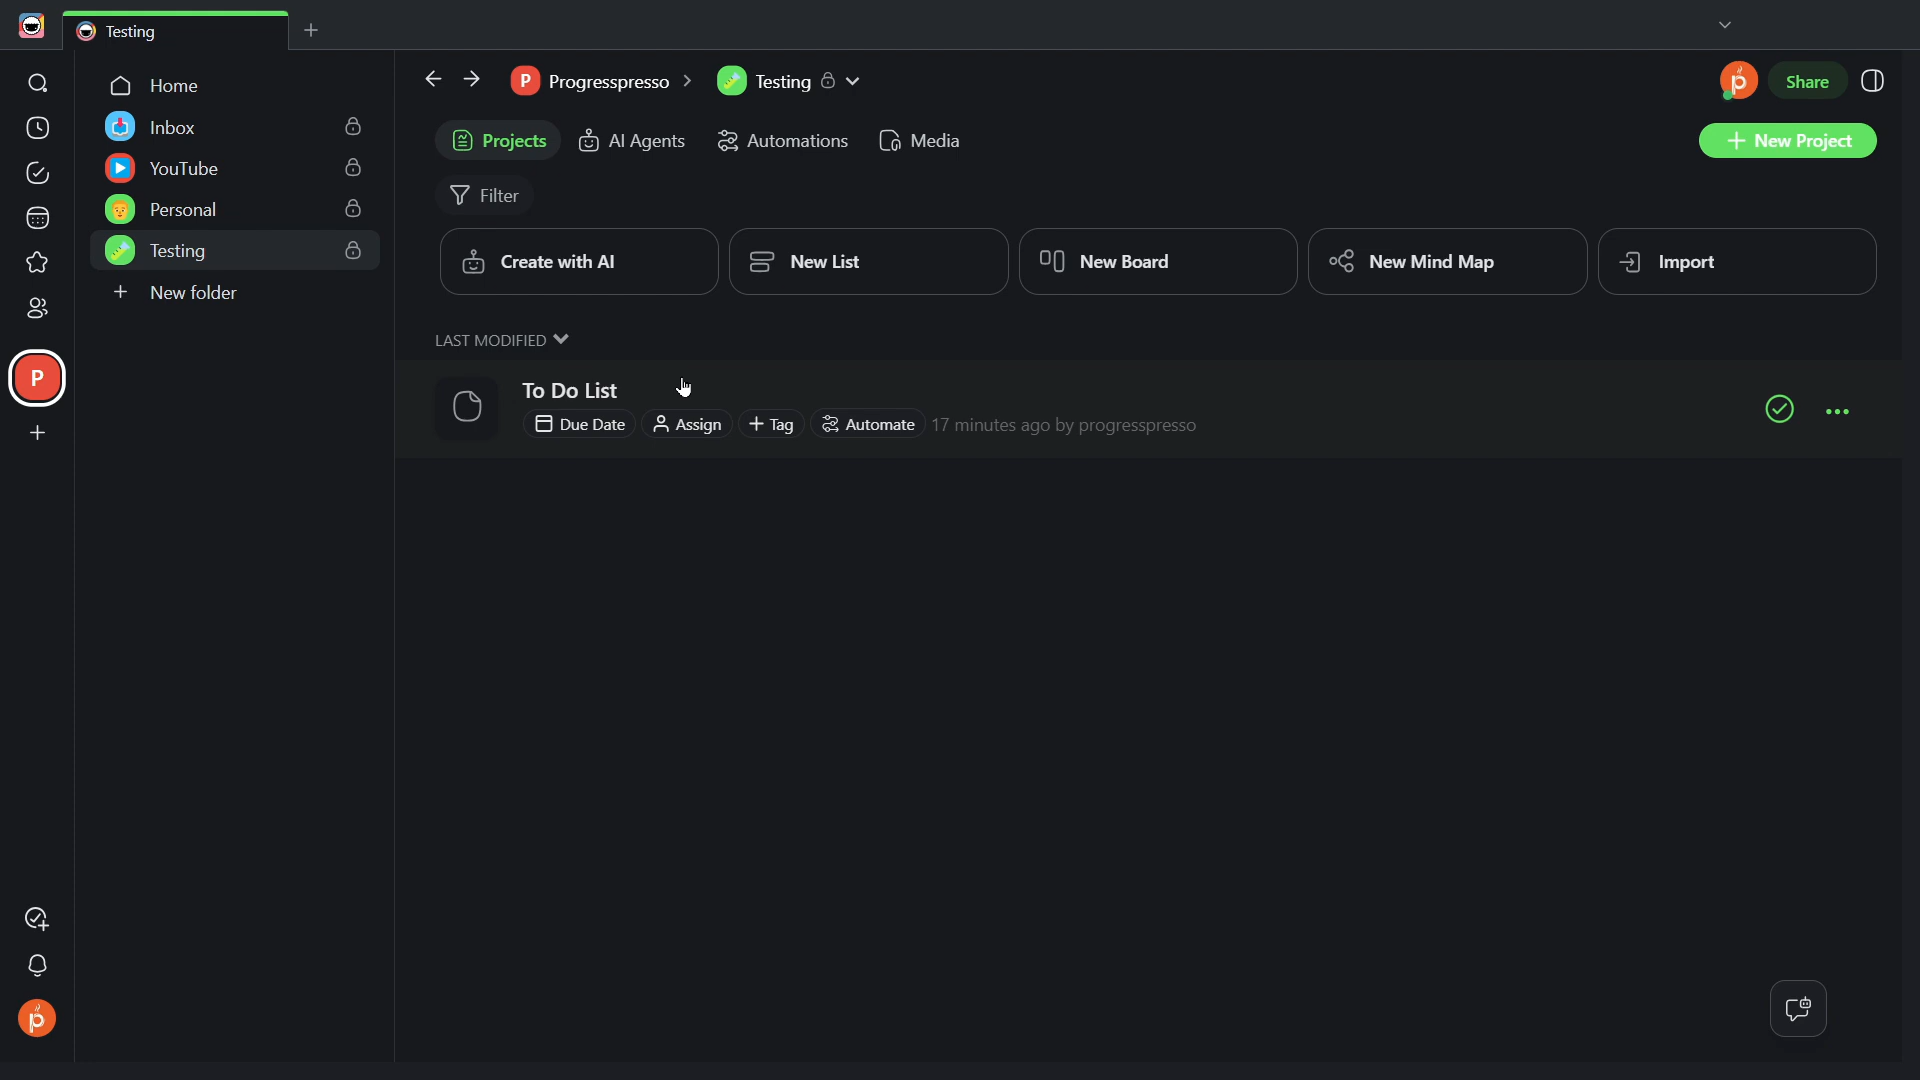 Testing
Home
Inbox
YouTube
Personal
Testing
New folder
P
P Progresspresso > Testing
Share
Projects AI Agents Automations Media
New Project
Filter
Create with AI New List New Board New Mind Map Import
LAST MODIFIED
To Do List
Due Date Assign + Tag Automate 17 minutes ago by progresspresso